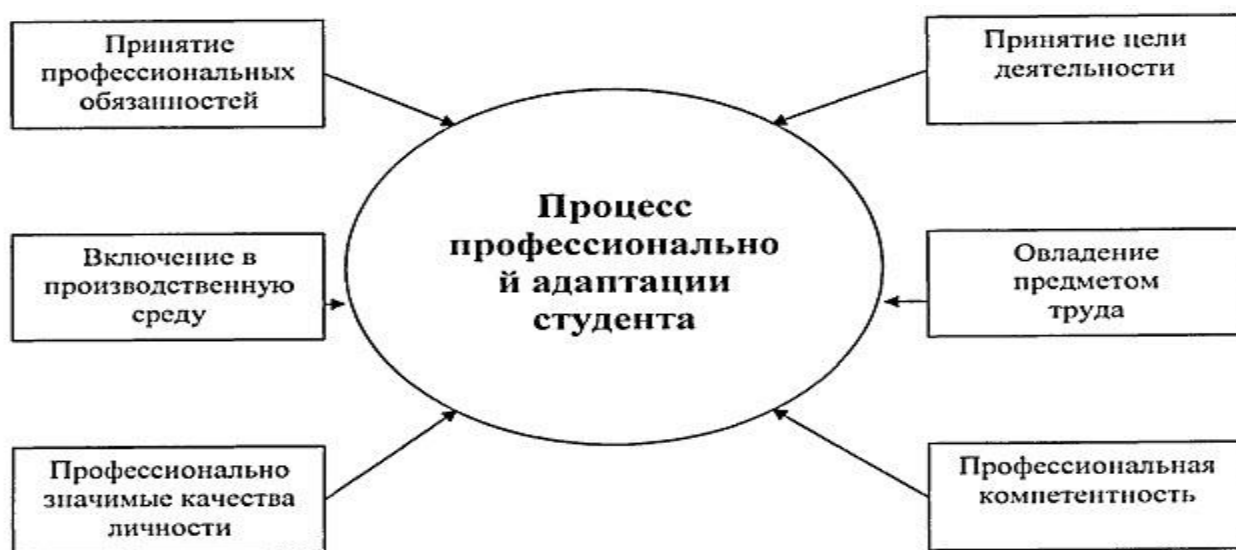 Принятие
профессиональных
обязанностей
Принятие цели
деятельности
Процесс
профессионально
й адаптации
студента
Включение в
производственную
среду
Овладение
предметом
труда
Профессионально
значимые качества
личности
Профессиональная
компетентность